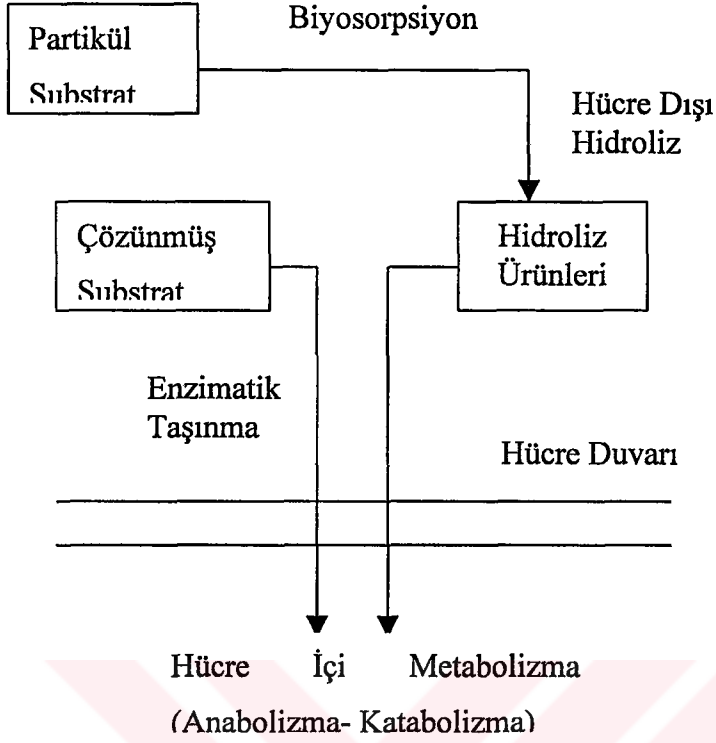 Biyosorpsiyon
Partikül
Substrat
Hücre Dışı
Hidroliz
Çözünmüş
Substrat
Hidroliz
Ürünleri
Enzimatik
Taşınma
Hücre Duvarı
Hücre İçi Metabolizma
(Anabolizma- Katabolizma)